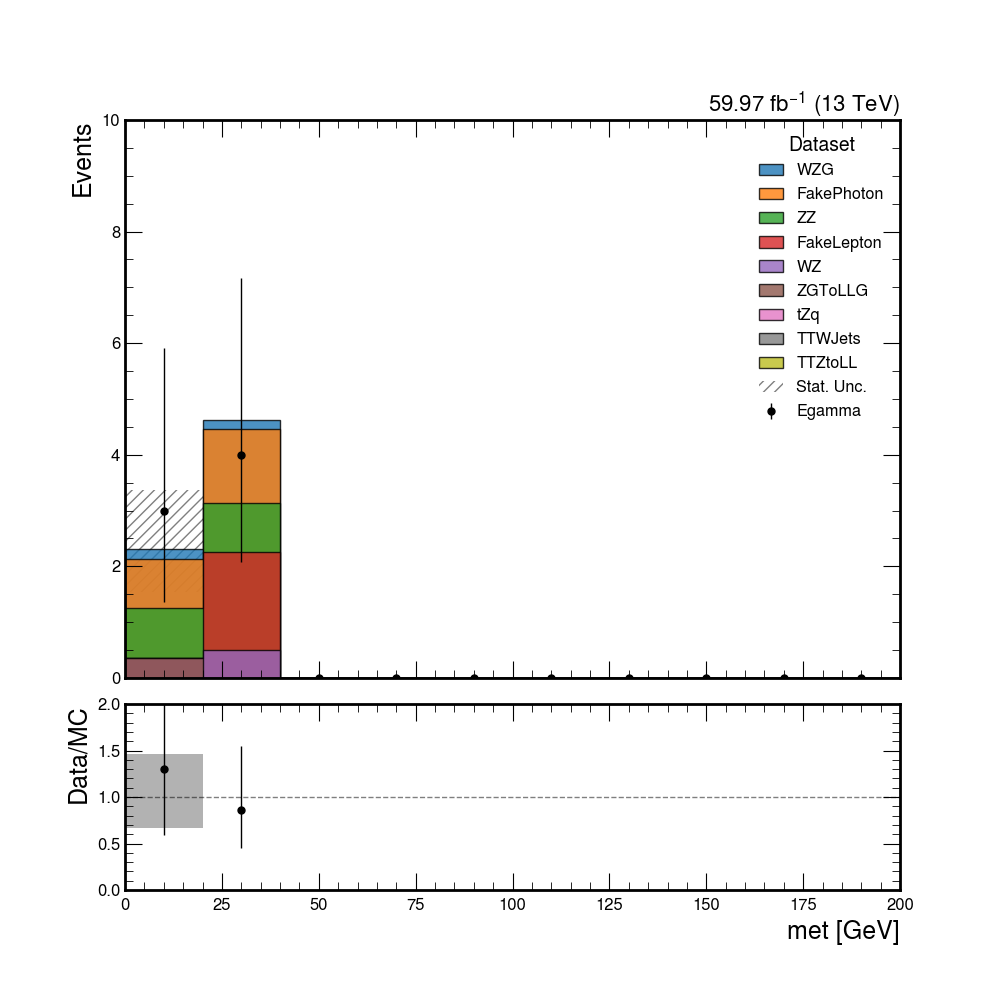 59.97 fb⁻¹ (13 TeV)
Events
10
8
6
4
2
0
Dataset
WZG
FakePhoton
ZZ
FakeLepton
WZ
ZGToLLG
tZq
TTWJets
TTZtoLL
Stat. Unc.
Egamma
Data/MC
2.0
1.5
1.0
0.5
0.0
0 25 50 75 100 125 150 175 200
met [GeV]